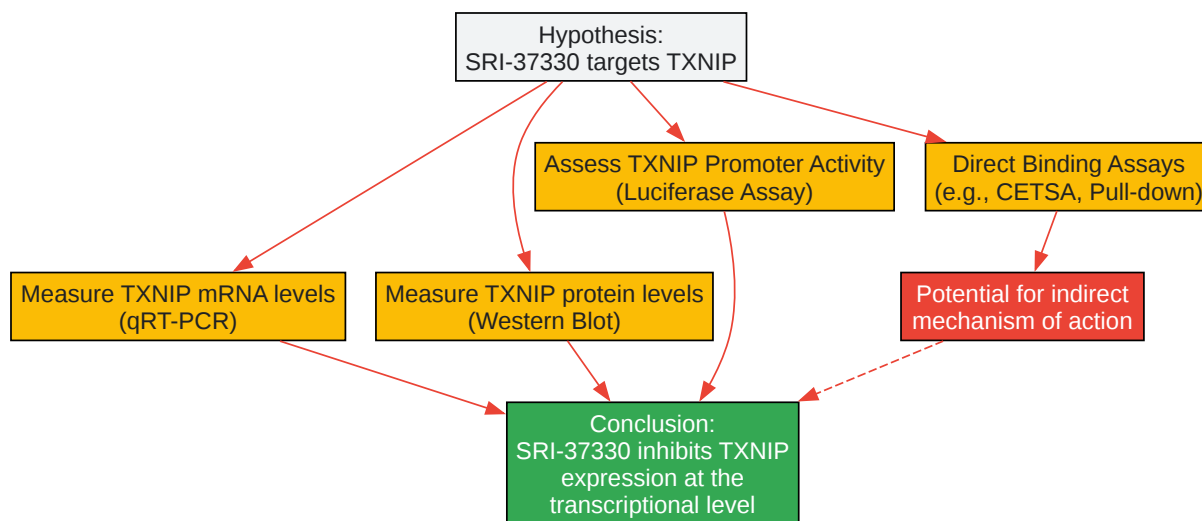 Hypothesis:
SRI-37330 targets TXNIP
Assess TXNIP Promoter Activity
(Luciferase Assay)
Direct Binding Assays
(e.g., CETSA, Pull-down)
Measure TXNIP mRNA levels
(qRT-PCR)
Measure TXNIP protein levels
(Western Blot)
Potential for indirect
mechanism of action
Conclusion:
SRI-37330 inhibits TXNIP
expression at the
transcriptional level